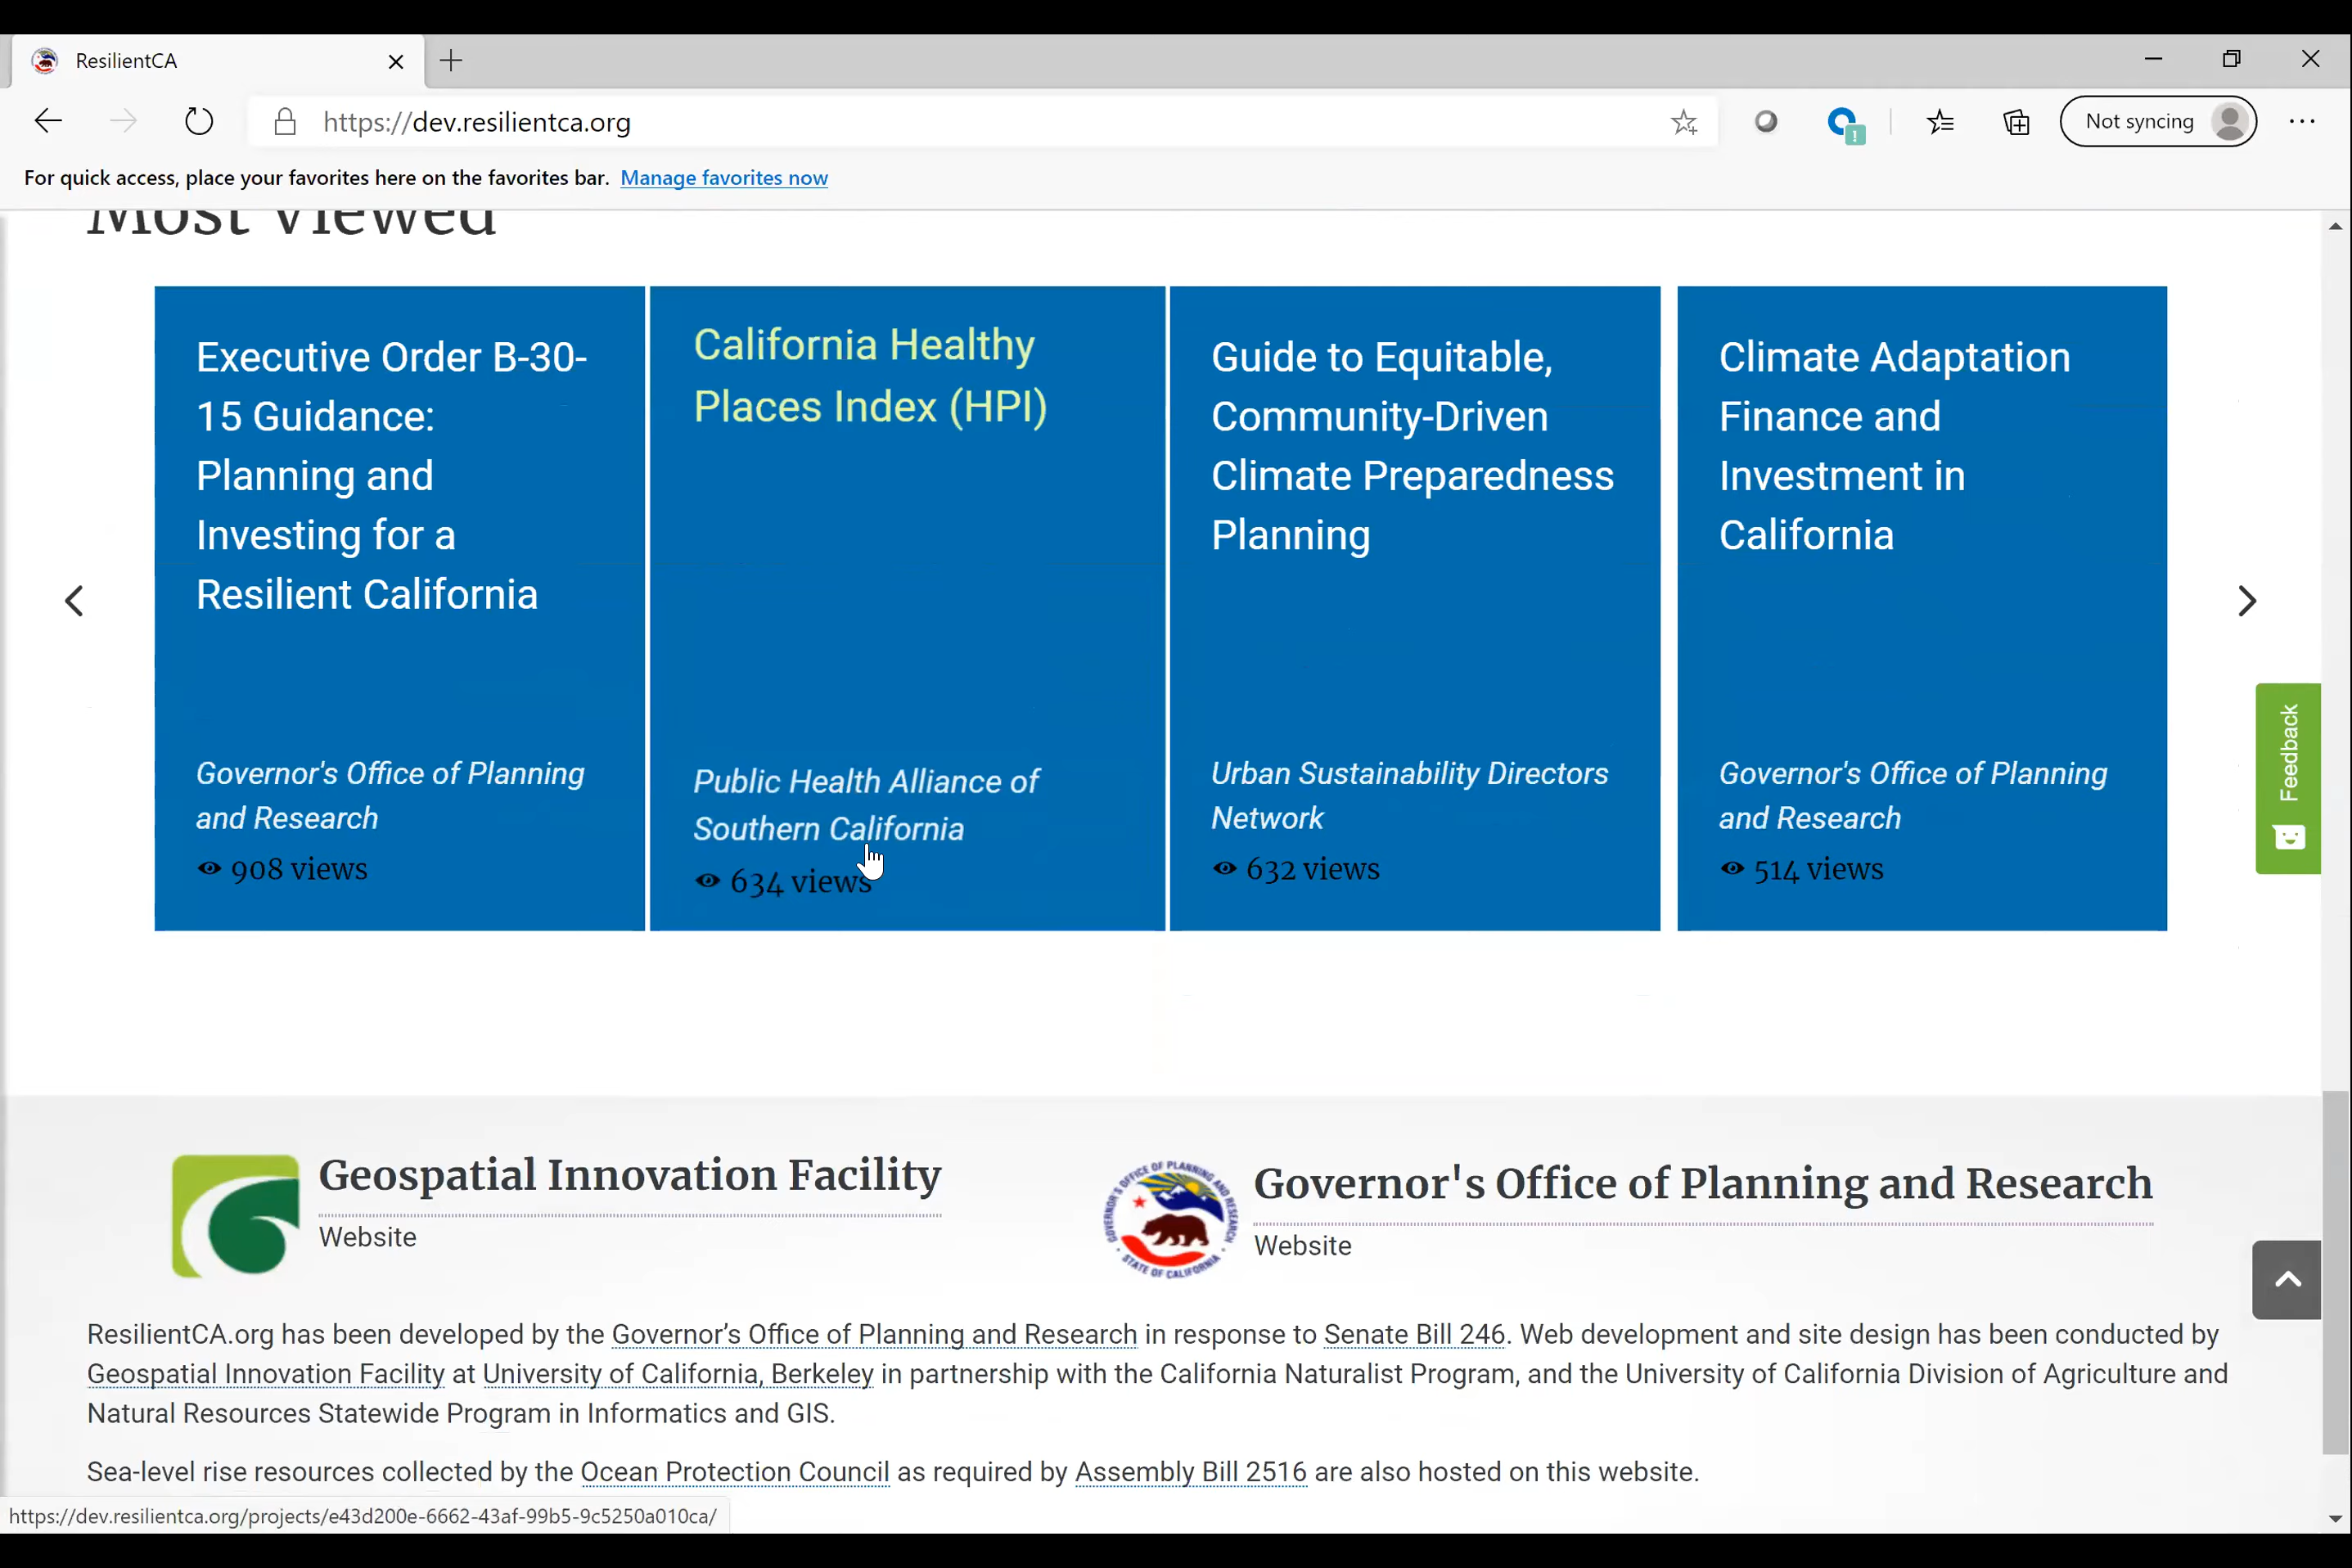 ResilientCA
https://dev.resilientca.org
Not syncing
For quick access, place your favorites here on the favorites bar. Manage favorites now
Most Viewed
Executive Order B-30-
15 Guidance:
Planning and
Investing for a
Resilient California
Governor's Office of Planning
and Research
908 views
California Healthy
Places Index (HPI)
Public Health Alliance of
Southern California
634 views
Guide to Equitable,
Community-Driven
Climate Preparedness
Planning
Urban Sustainability Directors
Network
632 views
Climate Adaptation
Finance and
Investment in
California
Governor's Office of Planning
and Research
514 views
Feedback
Geospatial Innovation Facility
Website
GOVERNOR'S OFFICE OF PLANNING AND RESEARCH
STATE OF CALIFORNIA
Governor's Office of Planning and Research
Website
ResilientCA.org has been developed by the Governor’s Office of Planning and Research in response to Senate Bill 246. Web development and site design has been conducted by
Geospatial Innovation Facility at University of California, Berkeley in partnership with the California Naturalist Program, and the University of California Division of Agriculture and
Natural Resources Statewide Program in Informatics and GIS.
Sea-level rise resources collected by the Ocean Protection Council as required by Assembly Bill 2516 are also hosted on this website.
https://dev.resilientca.org/projects/e43d200e-6662-43af-99b5-9c5250a010ca/